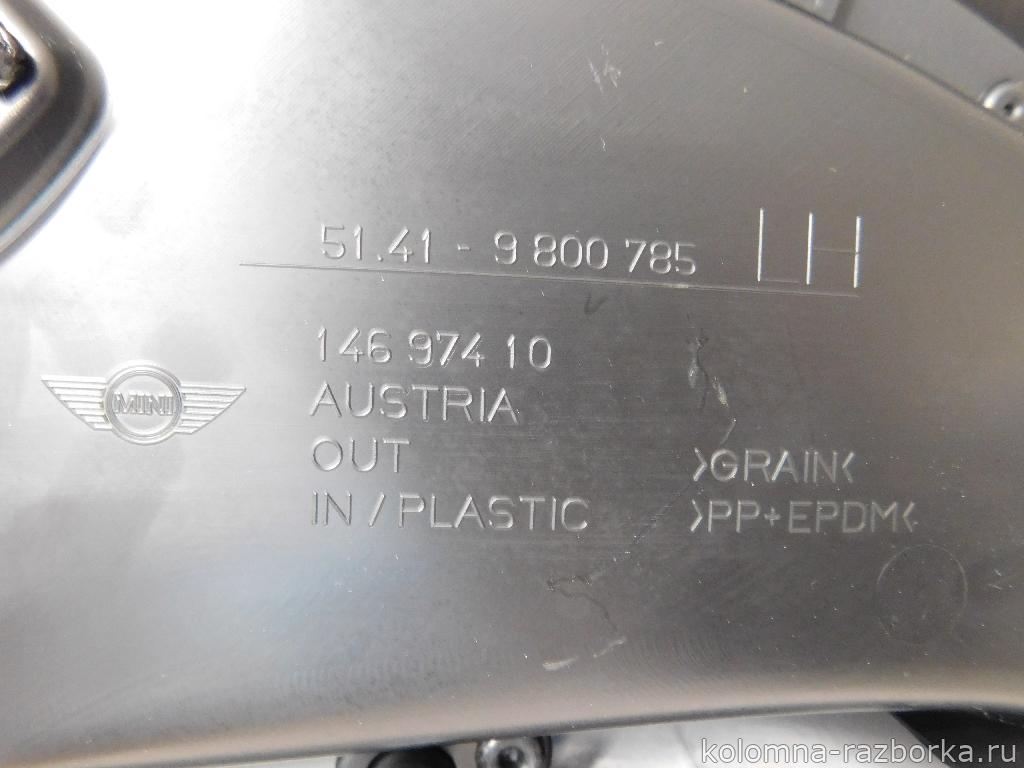 51.41 - 9 800 785 LH
146 974 10
AUSTRIA
MINI
OUT
>GRAIN<
IN / PLASTIC
>PP+EPDM<
kolomna-razborka.ru